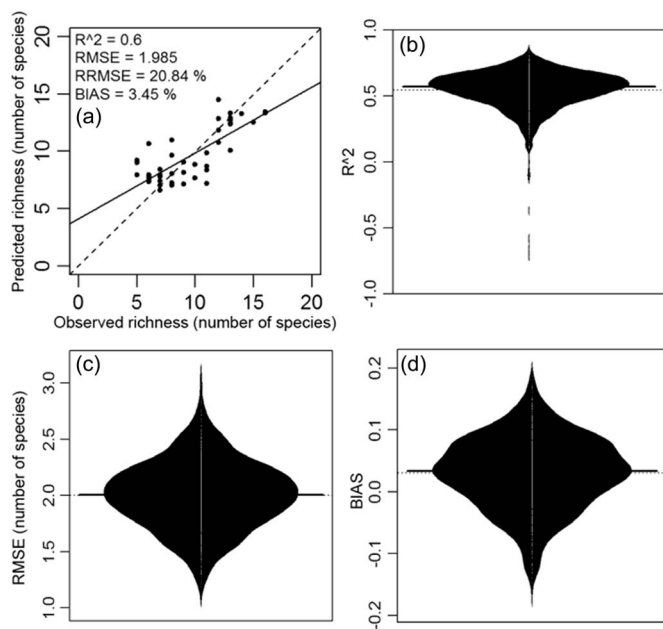 R^2 = 0.6
RMSE = 1.985
RRMSE = 20.84 %
BIAS = 3.45 %
(a)
Predicted richness (number of species)
20
15
10
5
0
0 5 10 15 20
Observed richness (number of species)
(b)
R^2
1.0
0.5
0.0
-0.5
-1.0
(c)
RMSE (number of species)
3.0
2.5
2.0
1.5
1.0
(d)
BIAS
0.2
0.1
0.0
-0.1
-0.2